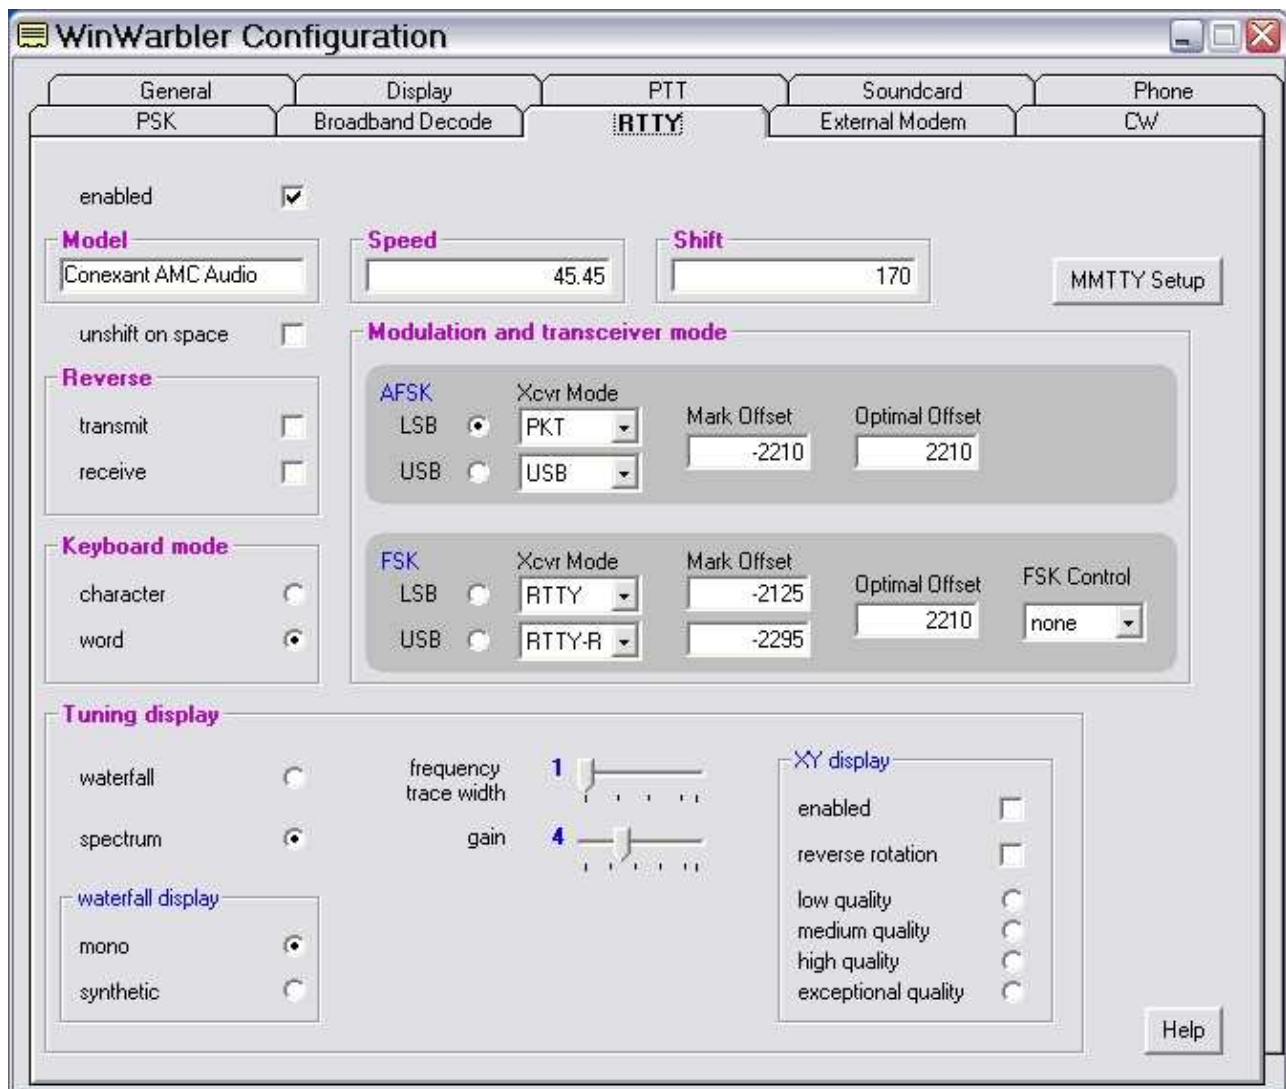 WinWarbler Configuration
General Display PTT Soundcard Phone
PSK Broadband Decode RTTY External Modem CW
enabled
Model Speed Shift
Conexant AMC Audio 45.45 170 MMTTY Setup
unshift on space
Modulation and transceiver mode
Reverse
transmit
receive
AFSK Xcvr Mode Mark Offset Optimal Offset
LSB PKT -2210 2210
USB USB
Keyboard mode
character
word
FSK Xcvr Mode Mark Offset Optimal Offset FSK Control
LSB RTTY -2125 2210 none
USB RTTY-R -2295
Tuning display
waterfall
spectrum
frequency
trace width 1
gain 4
waterfall display
mono
synthetic
XY display
enabled
reverse rotation
low quality
medium quality
high quality
exceptional quality
Help